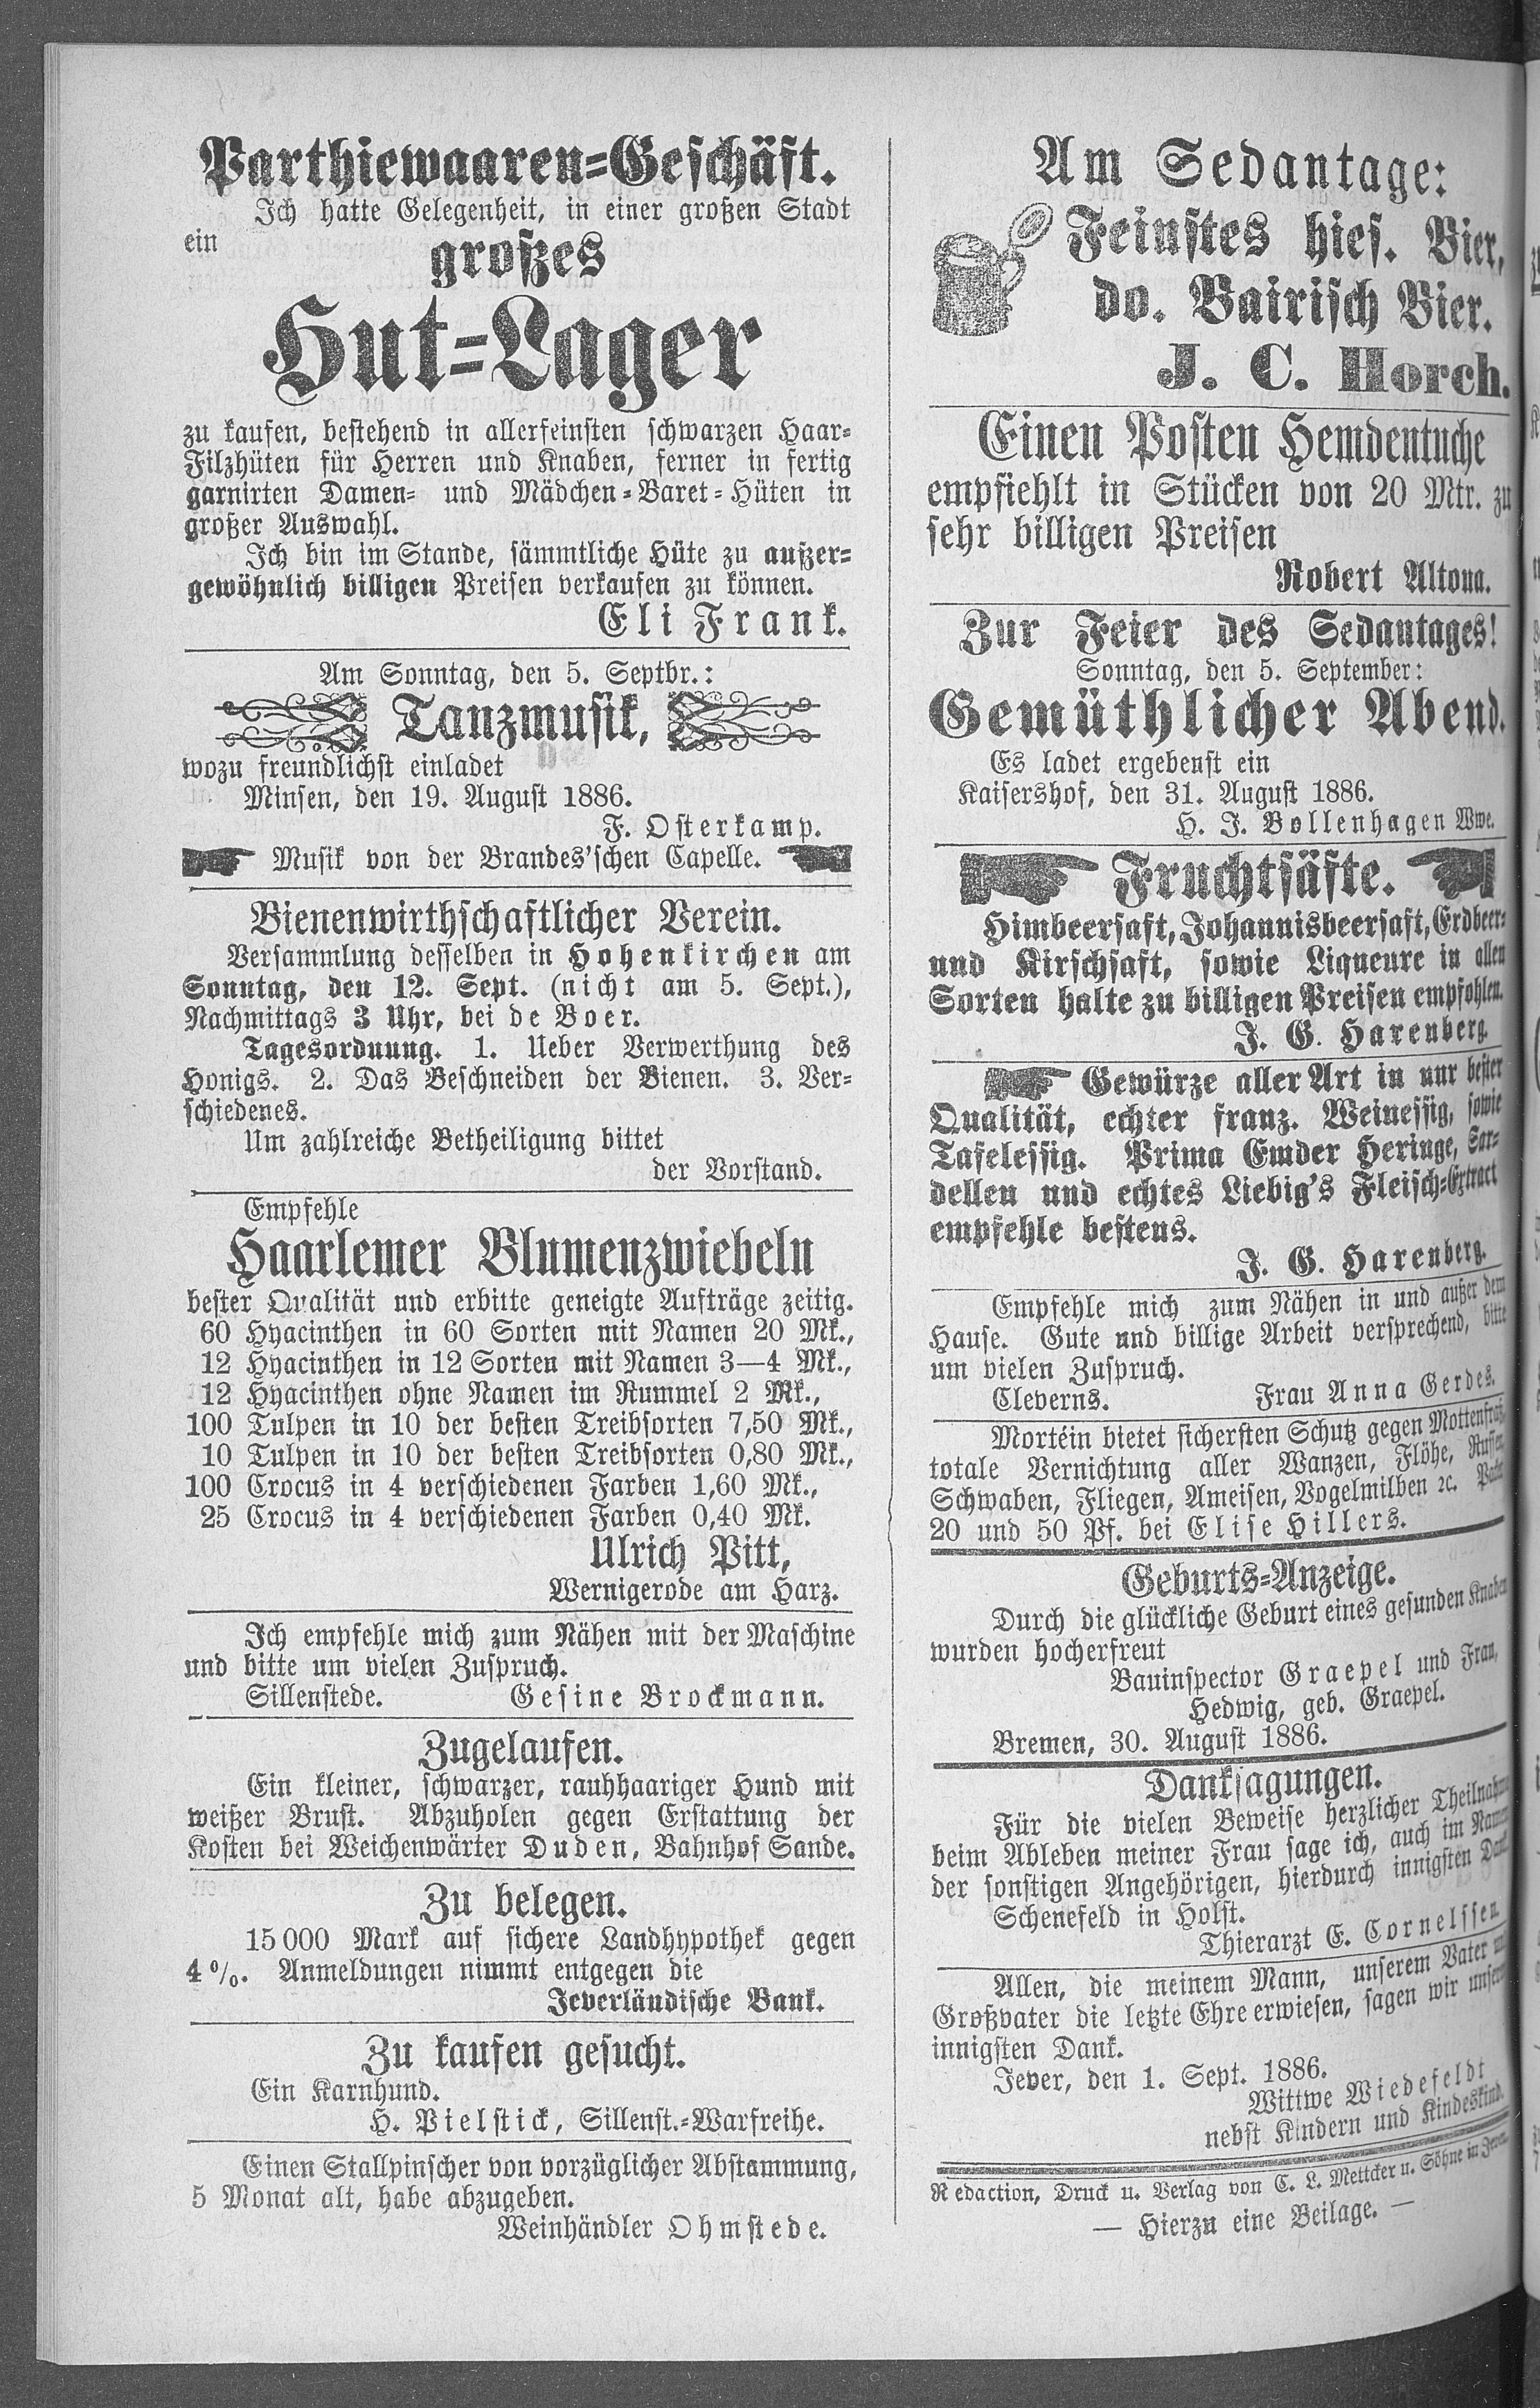 Parthiewaaren-Geschäft.
Ich hatte Gelegenheit, in einer großen Stadt
ein
großes
Hut-Lager
zu kaufen, bestehend in allerfeinsten schwarzen Haar-
Filzhüten für Herren und Knaben, ferner in fertig
garnirten Damen- und Mädchen-Baret-Hüten in
großer Auswahl.
Ich bin im Stande, sämmtliche Hüte zu außer-
gewöhnlich billigen Preisen verkaufen zu können.
Eli Frank.
Am Sonntag, den 5. Septbr.:
Tanzmusik,
wozu freundlichst einladet
Minsen, den 19. August 1886.
F. Osterkamp.
Musik von der Brandes'schen Capelle.
Bienenwirthschaftlicher Verein.
Versammlung desselben in Hohenkirchen am
Sonntag, den 12. Sept. (nicht am 5. Sept.),
Nachmittags 3 Uhr, bei de Boer.
Tagesordnung. 1. Ueber Verwerthung des
Honigs. 2. Das Beschneiden der Bienen. 3. Ver-
schiedenes.
Um zahlreiche Betheiligung bittet
der Vorstand.
Empfehle
Haarlemer Blumenzwiebeln
bester Qualität und erbitte geneigte Aufträge zeitig.
60 Hyacinthen in 60 Sorten mit Namen 20 Mk.,
12 Hyacinthen in 12 Sorten mit Namen 3—4 Mk.,
12 Hyacinthen ohne Namen im Rummel 2 Mk.,
100 Tulpen in 10 der besten Treibsorten 7,50 Mk.,
10 Tulpen in 10 der besten Treibsorten 0,80 Mk.,
100 Crocus in 4 verschiedenen Farben 1,60 Mk.,
25 Crocus in 4 verschiedenen Farben 0,40 Mk.
Ulrich Pitt,
Wernigerode am Harz.
Ich empfehle mich zum Nähen mit der Maschine
und bitte um vielen Zuspruch.
Sillenstede. Gesine Brockmann.
Zugelaufen.
Ein kleiner, schwarzer, rauhhaariger Hund mit
weißer Brust. Abzuholen gegen Erstattung der
Kosten bei Weichenwärter Duden, Bahnhof Sande.
Zu belegen.
15 000 Mark auf sichere Landhypothek gegen
4 %. Anmeldungen nimmt entgegen die
Jeverländische Bank.
Zu kaufen gesucht.
Ein Karnhund.
H. Pielstick, Sillenst.-Warfreihe.
Einen Stallpinscher von vorzüglicher Abstammung,
5 Monat alt, habe abzugeben.
Weinhändler Ohmstede.
Am Sedantage:
Feinstes hies. Bier,
do. Bairisch Bier.
J. C. Horch.
Einen Posten Hemdentuche
empfiehlt in Stücken von 20 Mtr. zu
sehr billigen Preisen
Robert Altona.
Zur Feier des Sedantages!
Sonntag, den 5. September:
Gemüthlicher Abend.
Es ladet ergebenst ein
Kaisershof, den 31. August 1886.
H. J. Bollenhagen Wwe.
Fruchtsäfte.
Himbeersaft, Johannisbeersaft, Erdbeer-
und Kirschsaft, sowie Liqueure in allen
Sorten halte zu billigen Preisen empfohlen.
J. G. Harenberg.
Gewürze aller Art in nur bester
Qualität, echter franz. Weinessig, sowie
Tafelessig. Prima Emder Heringe, Sar-
dellen und echtes Liebig's Fleisch-Extract
empfehle bestens.
J. G. Harenberg.
Empfehle mich zum Nähen in und außer dem
Hause. Gute und billige Arbeit versprechend, bitte
um vielen Zuspruch.
Cleverns. Frau Anna Gerdes.
Mortëin bietet sichersten Schutz gegen Mottenfraß,
totale Vernichtung aller Wanzen, Flöhe, Russen,
Schwaben, Fliegen, Ameisen, Vogelmilben ꝛc.
20 und 50 Pf. bei Elise Hillers.
Geburts-Anzeige.
Durch die glückliche Geburt eines gesunden Knaben
wurden hocherfreut
Bauinspector Graepel und Frau,
Hedwig, geb. Graepel.
Bremen, 30. August 1886.
Danksagungen.
Für die vielen Beweise herzlicher Theilnahme
beim Ableben meiner Frau sage ich, auch im Namen
der sonstigen Angehörigen, hierdurch innigsten Dank.
Schenefeld in Holst.
Thierarzt E. Cornelssen.
Allen, die meinem Mann, unserem Vater und
Großvater die letzte Ehre erwiesen, sagen wir unsern
innigsten Dank.
Jever, den 1. Sept. 1886.
Wittwe Wiedefeldt
nebst Kindern und Kindeskind.
Redaction, Druck u. Verlag von C. L. Mettcker u. Söhne in Jever.
— Hierzu eine Beilage. —